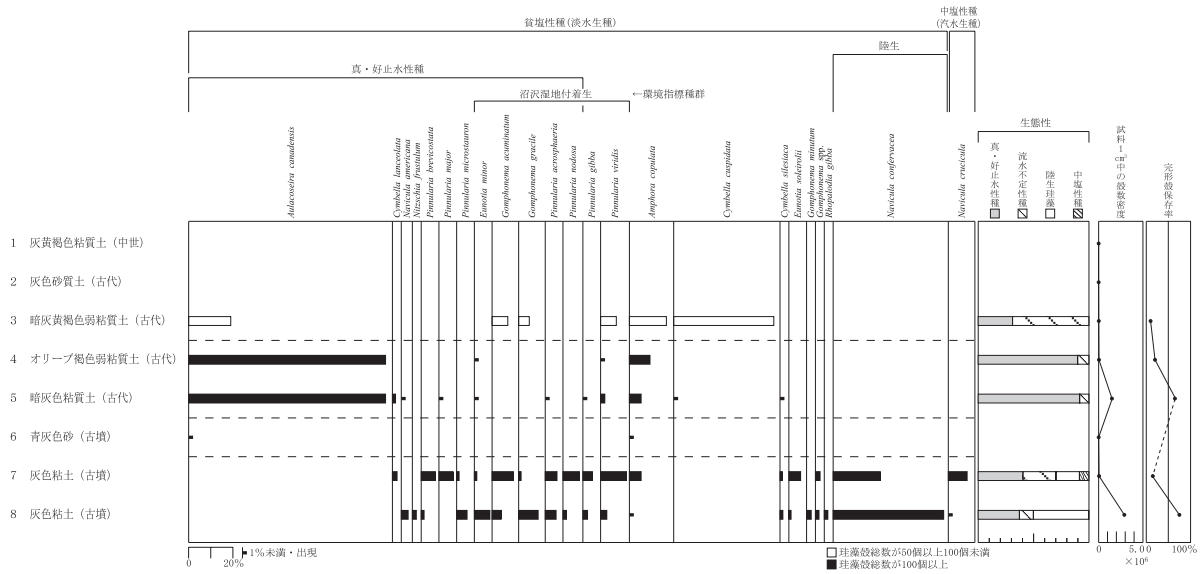 貧塩性種(淡水生種)
中塩性種
(汽水生種)
陸生
真・好止水性種
沼沢湿地付着生 ←環境指標種群
生態性
Aulacoseira canadensis
Cymbella lanceolata
Navicula americana
Nitzschia frustulum
Pinnularia brevicostata
Pinnularia major
Pinnularia microstauron
Eunotia minor
Gomphonema acuminatum
Gomphonema gracile
Pinnularia acrosphaeria
Pinnularia nodosa
Pinnularia gibba
Pinnularia viridis
Amphora copulata
Cymbella cuspidata
Cymbella silesiaca
Eunotia soleirolii
Gomphonema minutum
Gomphonema spp.
Rhopalodia gibba
Navicula confervacea
Navicula crucicula
真・好止水性種
流水不定性種
陸生珪藻
中塩性種
試料1cm³中の殻数密度
完形殻保存率
1 灰黄褐色粘質土(中世)
2 灰色砂質土(古代)
3 暗灰黄褐色弱粘質土(古代)
4 オリーブ褐色弱粘質土(古代)
5 暗灰色粘質土(古代)
6 青灰色砂(古墳)
7 灰色粘土(古墳)
8 灰色粘土(古墳)
0 20%
1%未満・出現
珪藻殻総数が50個以上100個未満
珪藻殻総数が100個以上
0 5.0
×10⁶
0 100%